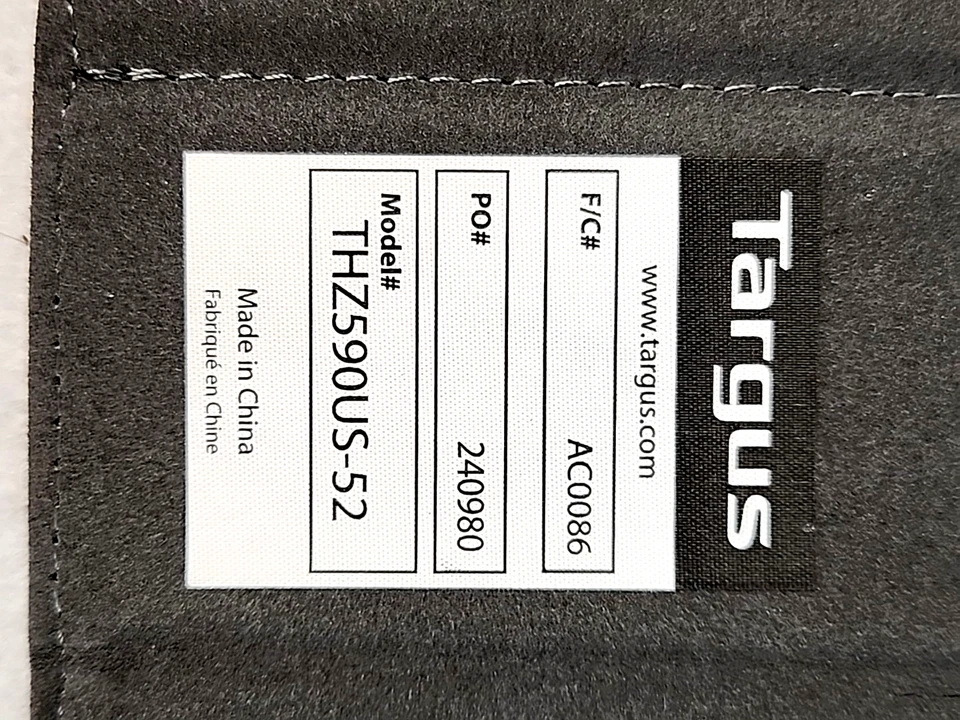 Targus
www.targus.com
F/C# AC0086
PO# 240980
Model# THZ590US-52
Made in China
Fabriqué en Chine